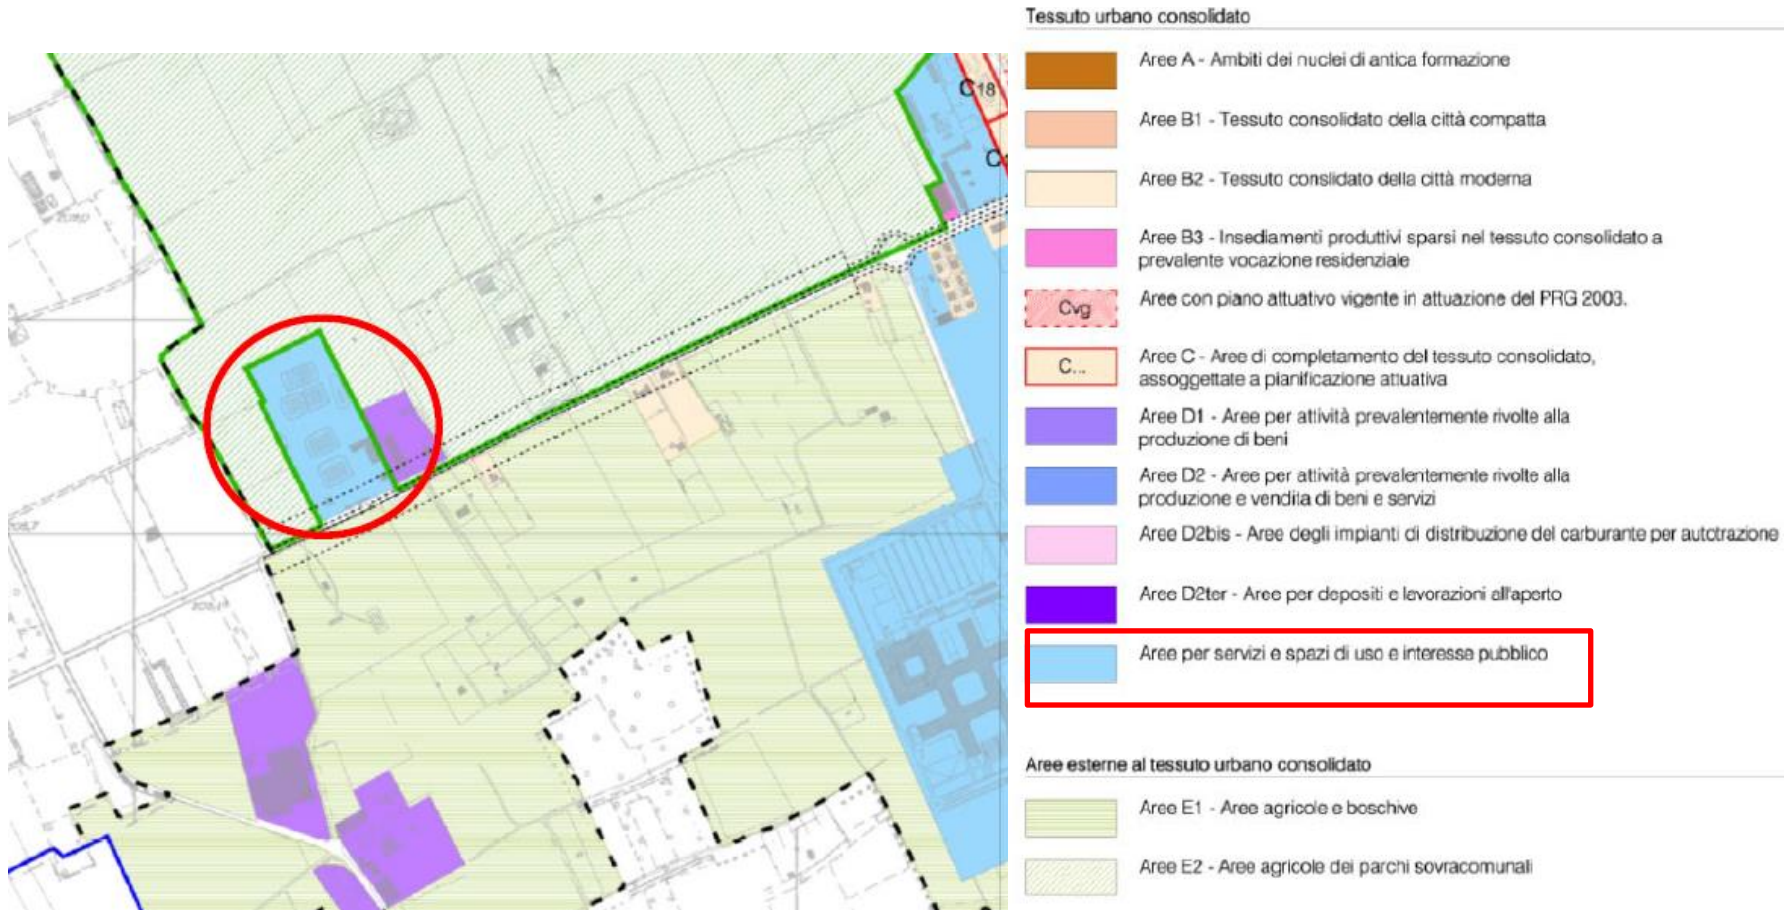 C18
C
Tessuto urbano consolidato
Aree A - Ambiti dei nuclei di antica formazione
Aree B1 - Tessuto consolidato della città compatta
Aree B2 - Tessuto conslidato della città moderna
Aree B3 - Insediamenti produttivi sparsi nel tessuto consolidato a
prevalente vocazione residenziale
Cvg
Aree con piano attuativo vigente in attuazione del PRG 2003.
C...
Aree C - Aree di completamento del tessuto consolidato,
assoggettate a pianificazione attuativa
Aree D1 - Aree per attività prevalentemente rivolte alla
produzione di beni
Aree D2 - Aree per attività prevalentemente rivolte alla
produzione e vendita di beni e servizi
Aree D2bis - Aree degli impianti di distribuzione del carburante per autotrazione
Aree D2ter - Aree per depositi e lavorazioni all'aperto
Aree per servizi e spazi di uso e interesse pubblico
Aree esterne al tessuto urbano consolidato
Aree E1 - Aree agricole e boschive
Aree E2 - Aree agricole dei parchi sovracomunali